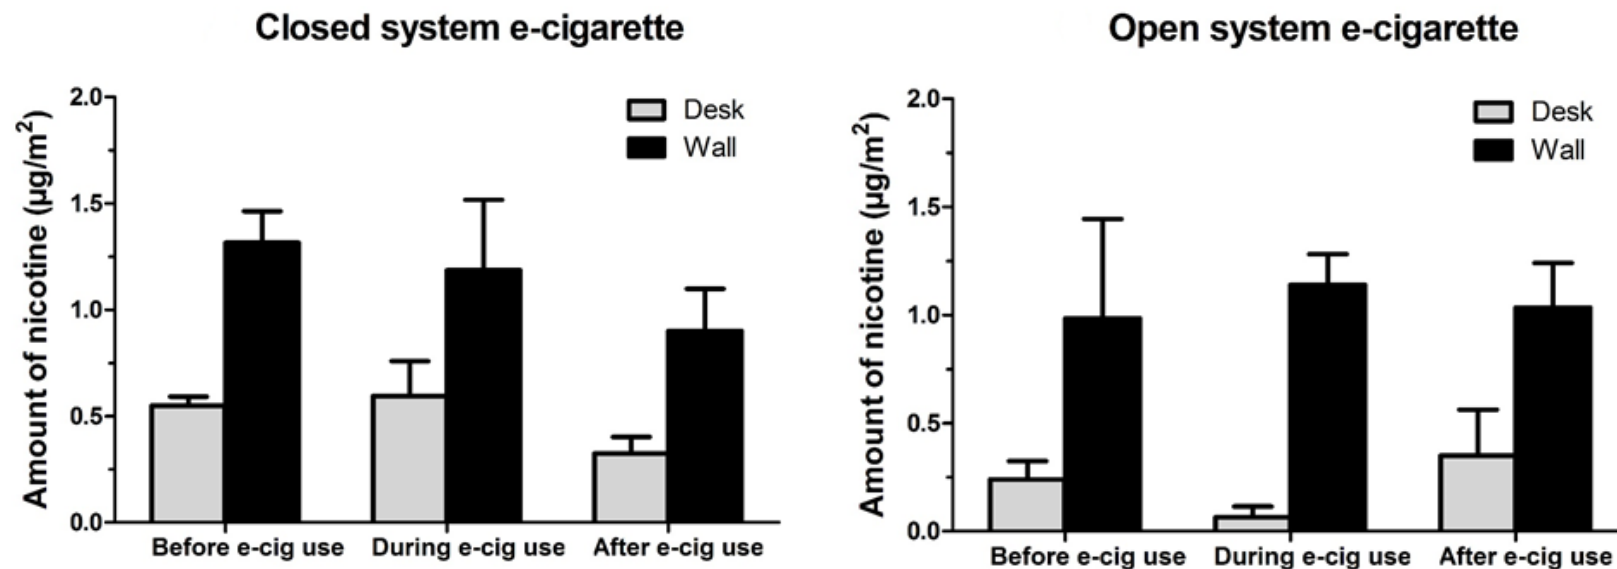 Closed system e-cigarette
Amount of nicotine (µg/m²)
2.0
1.5
1.0
0.5
0.0
Desk
Wall
Before e-cig use
During e-cig use
After e-cig use
Open system e-cigarette
Amount of nicotine (µg/m²)
2.0
1.5
1.0
0.5
0.0
Desk
Wall
Before e-cig use
During e-cig use
After e-cig use